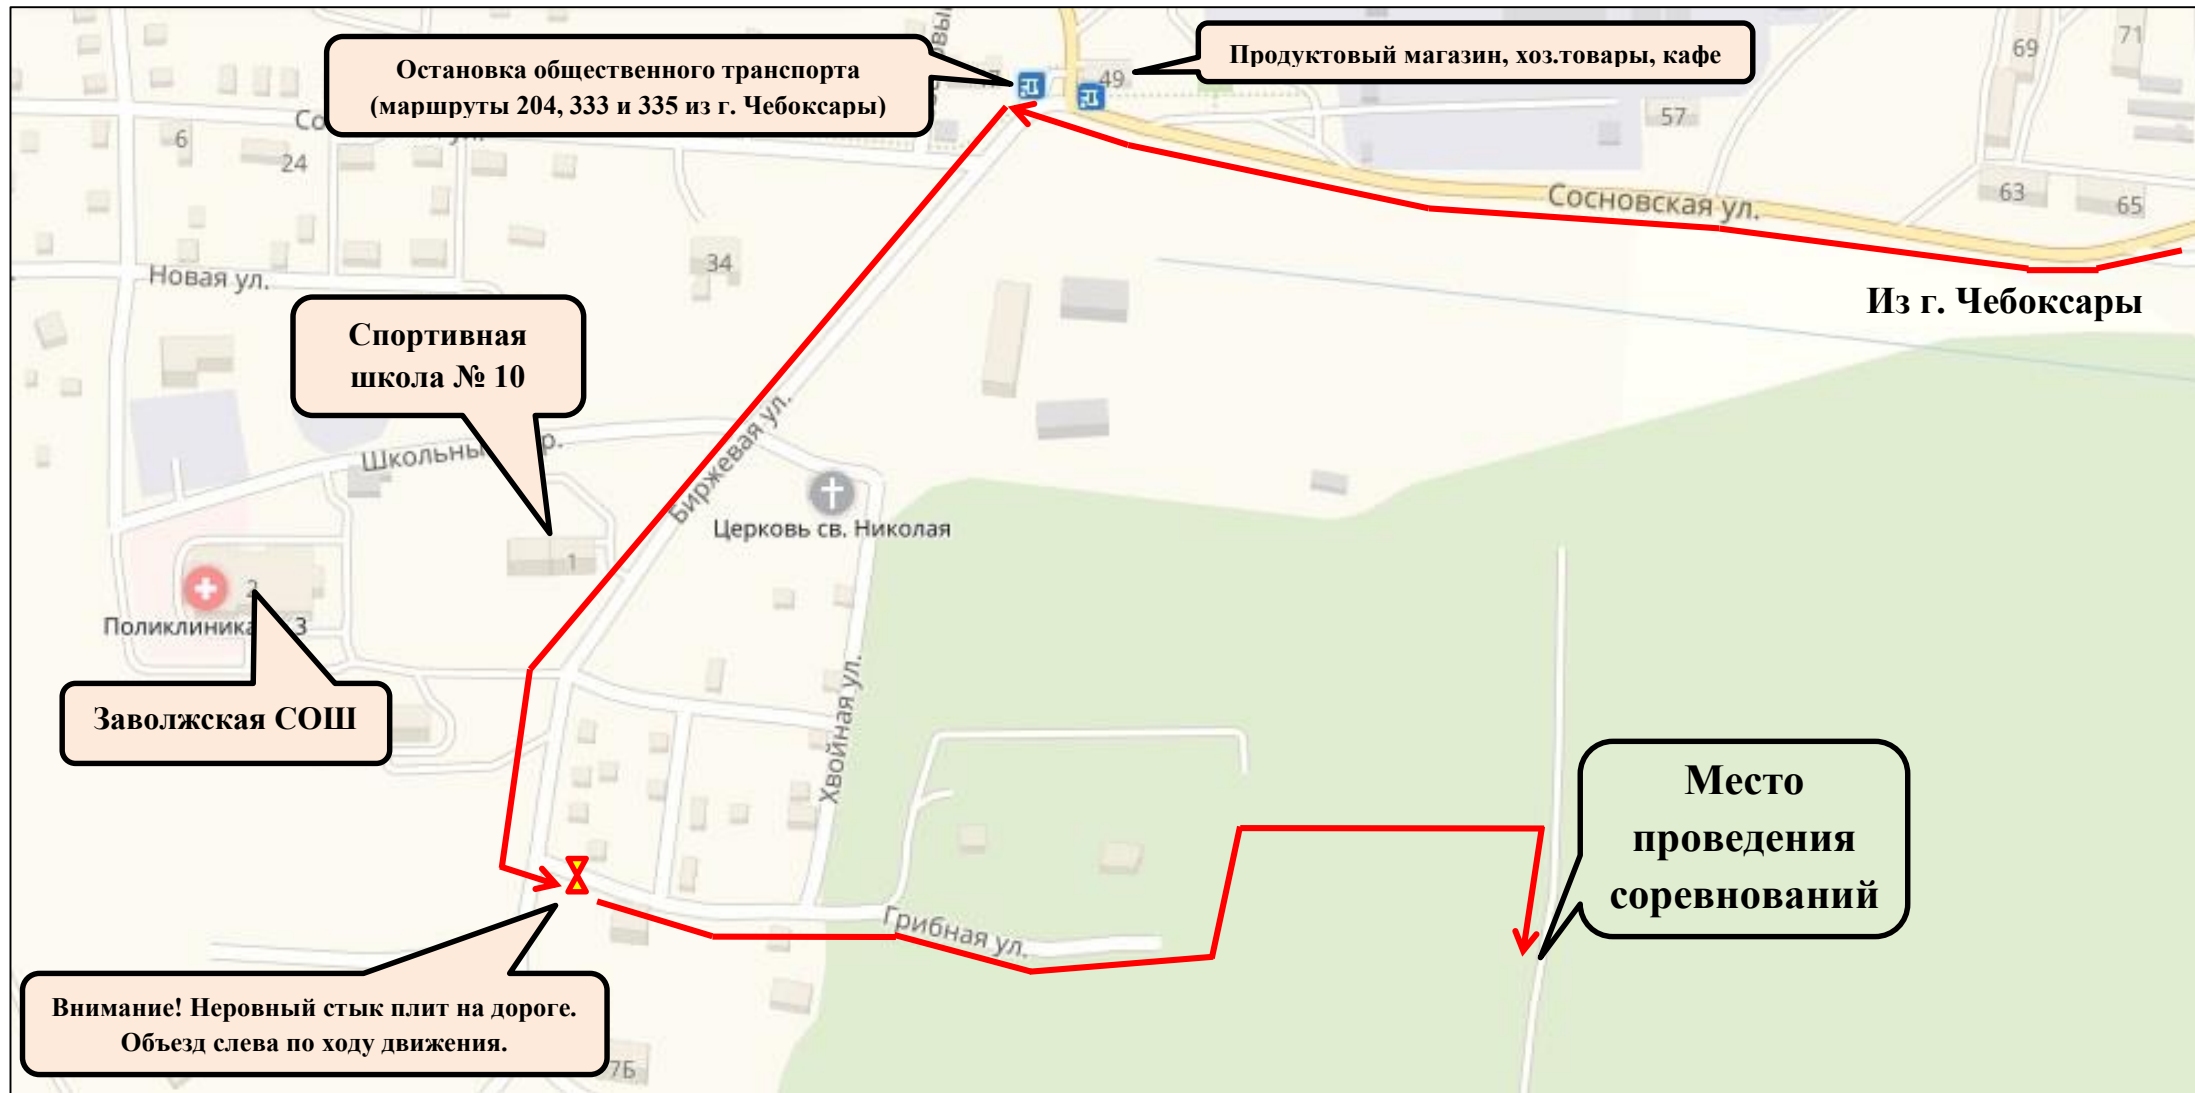 Остановка общественного транспорта
(маршруты 204, 333 и 335 из г. Чебоксары)
Продуктовый магазин, хоз.товары, кафе
49
69
71
57
6
24
Сосновская ул.
63
65
34
Новая ул.
Из г. Чебоксары
Спортивная
школа № 10
Биржевая ул.
Церковь св. Николая
1
2
Поликлиника
3
Заволжская СОШ
Хвойная ул.
Место
проведения
соревнований
Грибная ул.
Внимание! Неровный стык плит на дороге.
Объезд слева по ходу движения.
7Б